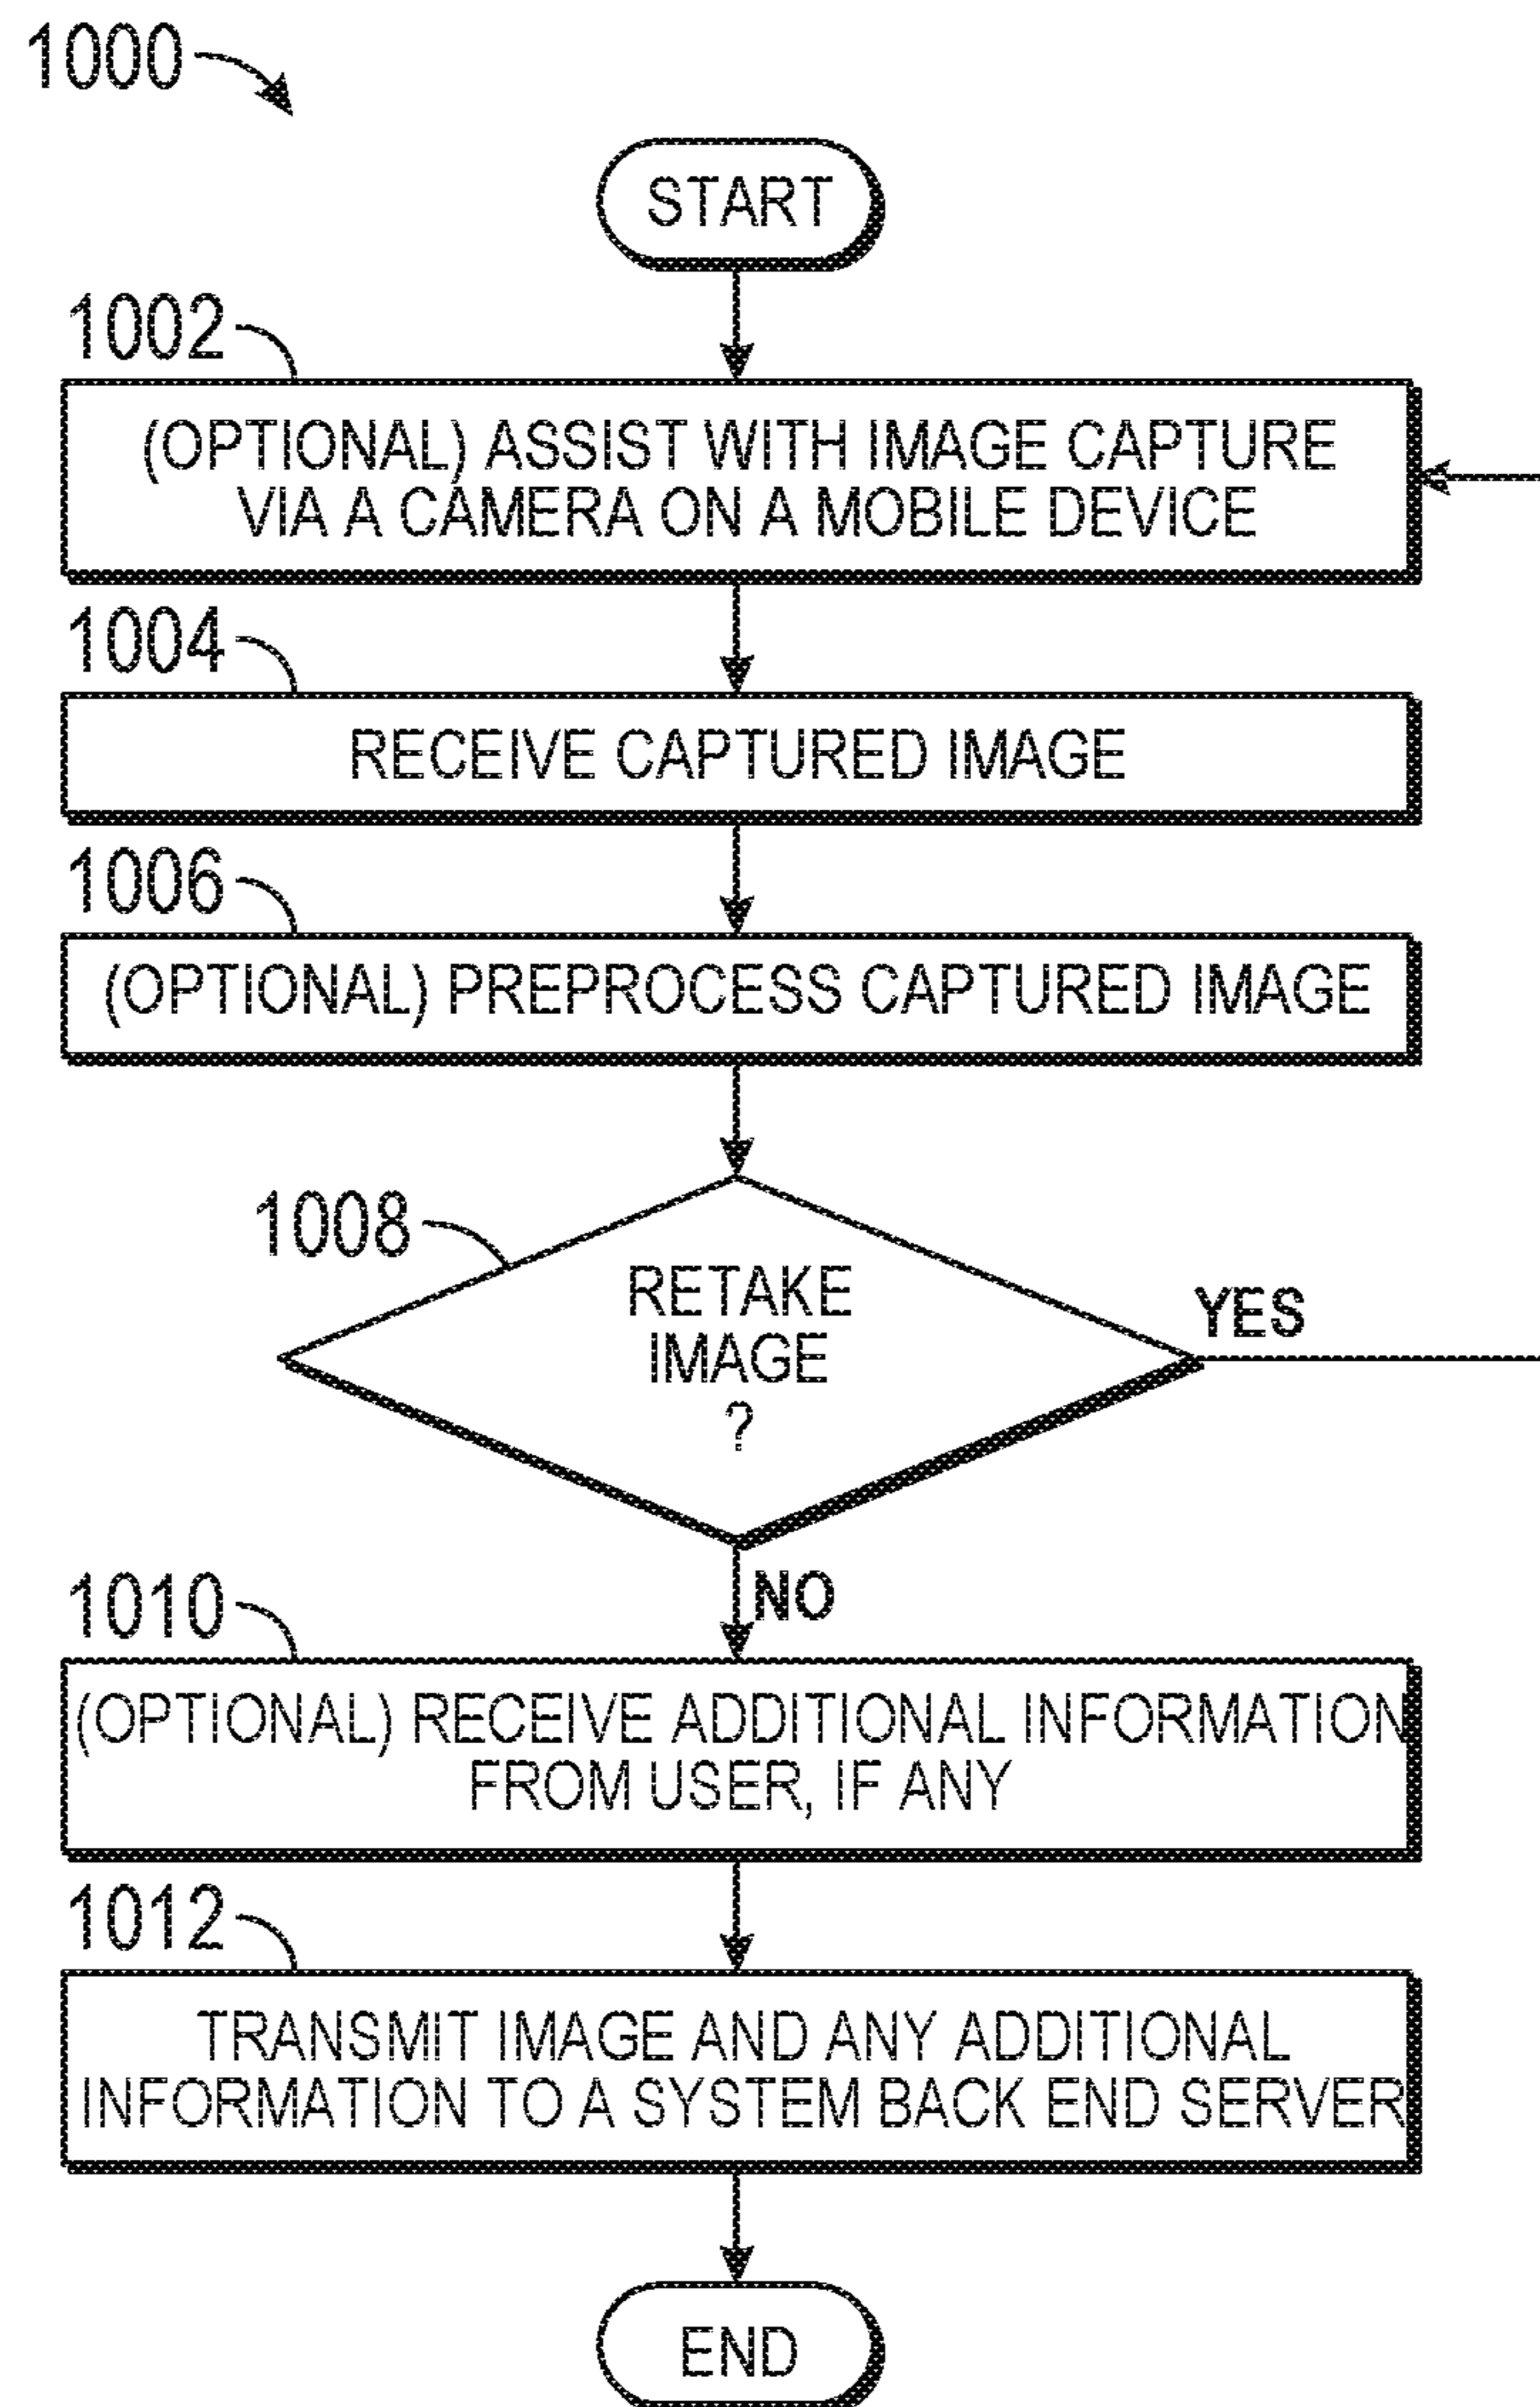 1000
START
1002
(OPTIONAL) ASSIST WITH IMAGE CAPTURE
VIA A CAMERA ON A MOBILE DEVICE
1004
RECEIVE CAPTURED IMAGE
1006
(OPTIONAL) PREPROCESS CAPTURED IMAGE
1008
RETAKE
IMAGE
?
YES
NO
1010
(OPTIONAL) RECEIVE ADDITIONAL INFORMATION
FROM USER, IF ANY
1012
TRANSMIT IMAGE AND ANY ADDITIONAL
INFORMATION TO A SYSTEM BACK END SERVER
END